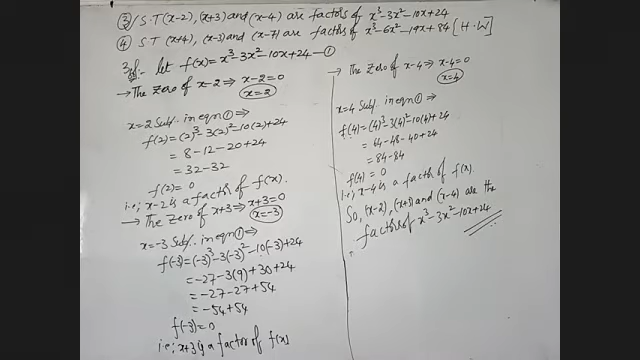 ③ S.T (x-2), (x+3) and (x-4) are factors of x³-3x²-10x+24
④ S T (x+4), (x-3) and (x-7) are factors of x³-6x²-19x+84 [H.W]
3 Sol:- let f(x)= x³-3x²-10x+24 —①
→ The zero of x-2 ⇒ x-2=0
x=2
x=2 Sub/. in eqn ① ⇒
f(2)=(2)³-3(2)²-10(2)+24
= 8-12-20+24
= 32-32
f(2)= 0
i.e; x-2 is a factor of f(x).
→ The zero of x+3 ⇒ x+3=0
x=-3
x=-3 Sub/. in eqn ① ⇒
f(-3)=(-3)³-3(-3)²-10(-3)+24
= -27-3(9)+30+24
= -27-27+54
= -54+54
f(-3)=0
i.e; x+3 is a factor of f(x)
→ The zero of x-4 ⇒ x-4=0
x=4
x=4 Sub/. in eqn ① ⇒
f(4)=(4)³-3(4)²-10(4)+24
= 64-48-40+24
= 84-84
f(4) = 0
i.e; x-4 is a factor of f(x).
So, (x-2), (x+3) and (x-4) are the
factors of x³-3x²-10x+24